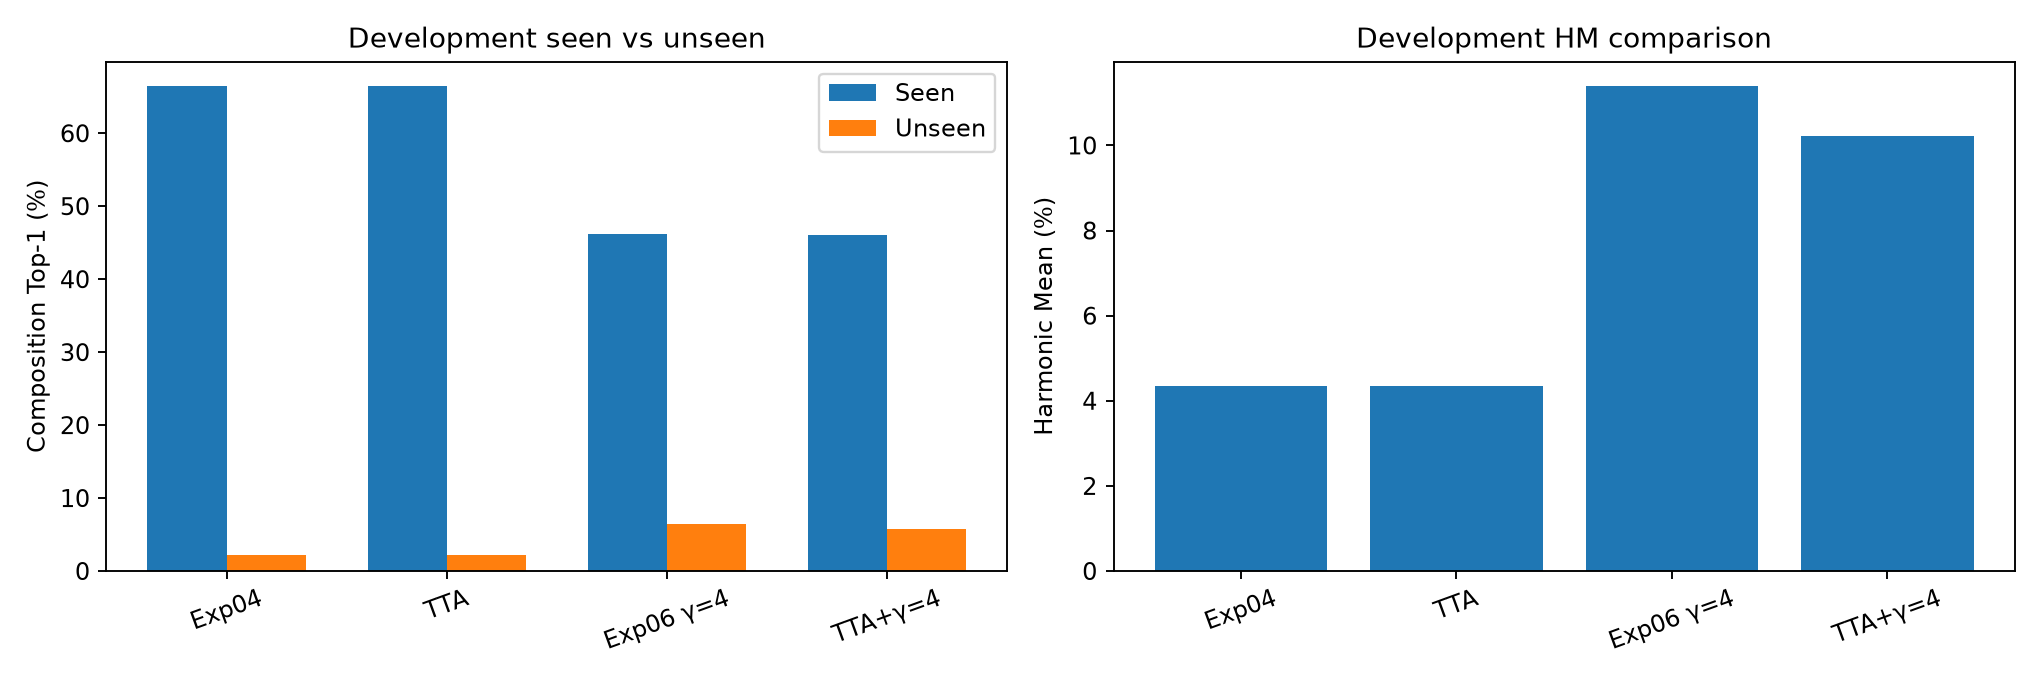 Development seen vs unseen
Composition Top-1 (%)
60
50
40
30
20
10
0
Seen
Unseen
Exp04
TTA
Exp06 γ=4
TTA+γ=4
Development HM comparison
Harmonic Mean (%)
10
8
6
4
2
0
Exp04
TTA
Exp06 γ=4
TTA+γ=4